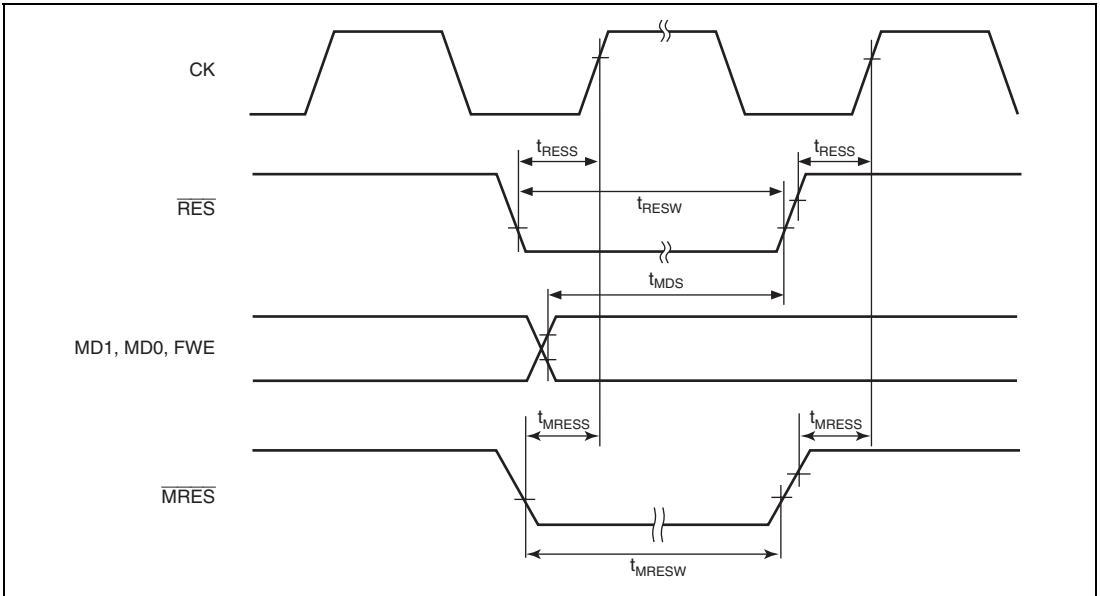 CK
tRESS
tRESS
RES
tRESW
tMDS
MD1, MD0, FWE
tMRESS
tMRESS
MRES
tMRESW